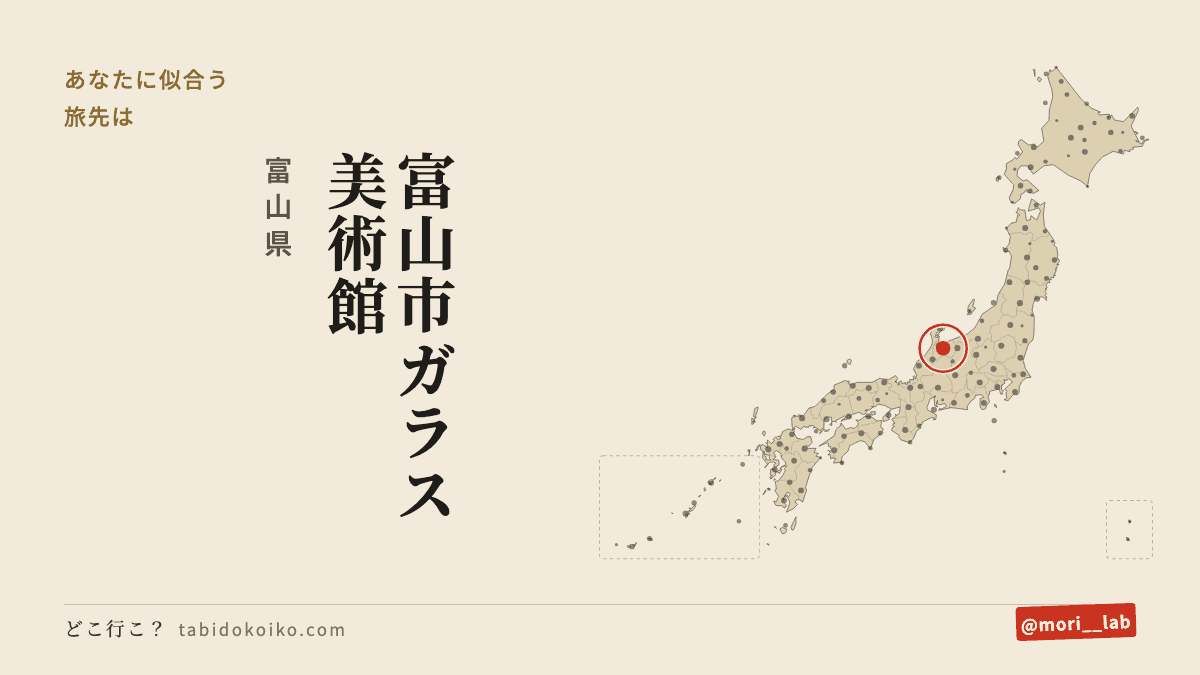 あなたに似合う
旅先は
富山市ガラス
美術館
富山県
どこ行こ？ tabidokoiko.com
@mori__lab